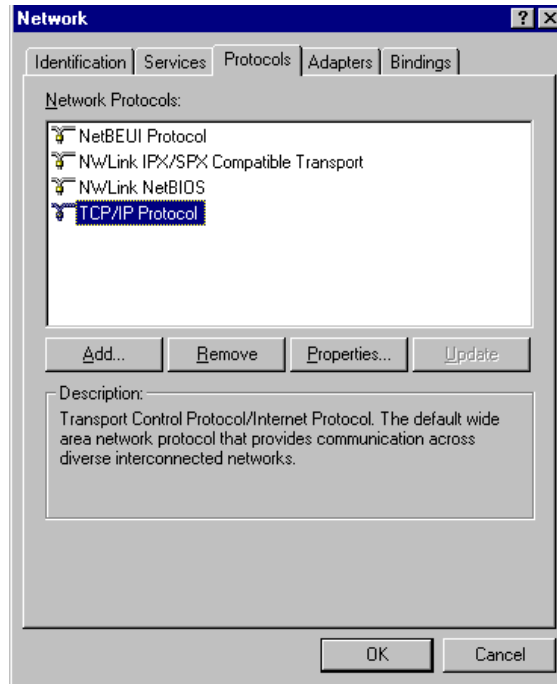 Network
Identification Services Protocols Adapters Bindings
Network Protocols:
NetBEUI Protocol
NWLink IPX/SPX Compatible Transport
NWLink NetBIOS
TCP/IP Protocol
Add... Remove Properties... Update
Description:
Transport Control Protocol/Internet Protocol. The default wide
area network protocol that provides communication across
diverse interconnected networks.
OK Cancel